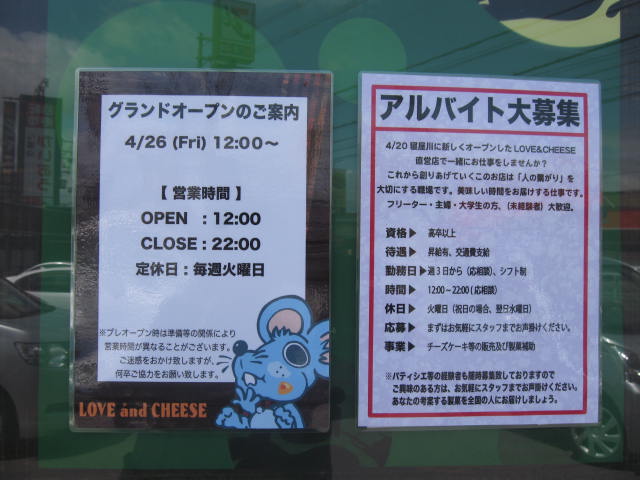 グランドオープンのご案内
4/26 (Fri) 12:00～
【 営業時間 】
OPEN ：12:00
CLOSE：22:00
定休日：毎週火曜日
※プレオープン時は準備等の関係により
営業時間が異なることがございます。
ご迷惑をおかけ致しますが、
何卒ご協力をお願い致します。
LOVE and CHEESE
アルバイト大募集
4/20 寝屋川に新しくオープンした LOVE&CHEESE
直営店で一緒にお仕事をしませんか？
これから創りあげていくこのお店は「人の繋がり」を
大切にする職場です。美味しい時間をお届けする仕事です。
フリーター・主婦・大学生の方、(未経験者) 大歓迎。
資格▶ 高卒以上
待遇▶ 昇給有、交通費支給
勤務日▶ 週3日から（応相談）、シフト制
時間▶ 12:00～22:00（応相談）
休日▶ 火曜日（祝日の場合、翌日水曜日）
応募▶ まずはお気軽にスタッフまでお声掛けください。
事業▶ チーズケーキ等の販売及び製菓補助
※パティシエ等の経験者も随時募集致しておりますので
ご興味のある方は、お気軽にスタッフまでお声掛けください。
あなたの考案する製菓を全国の人にお届けしましょう。